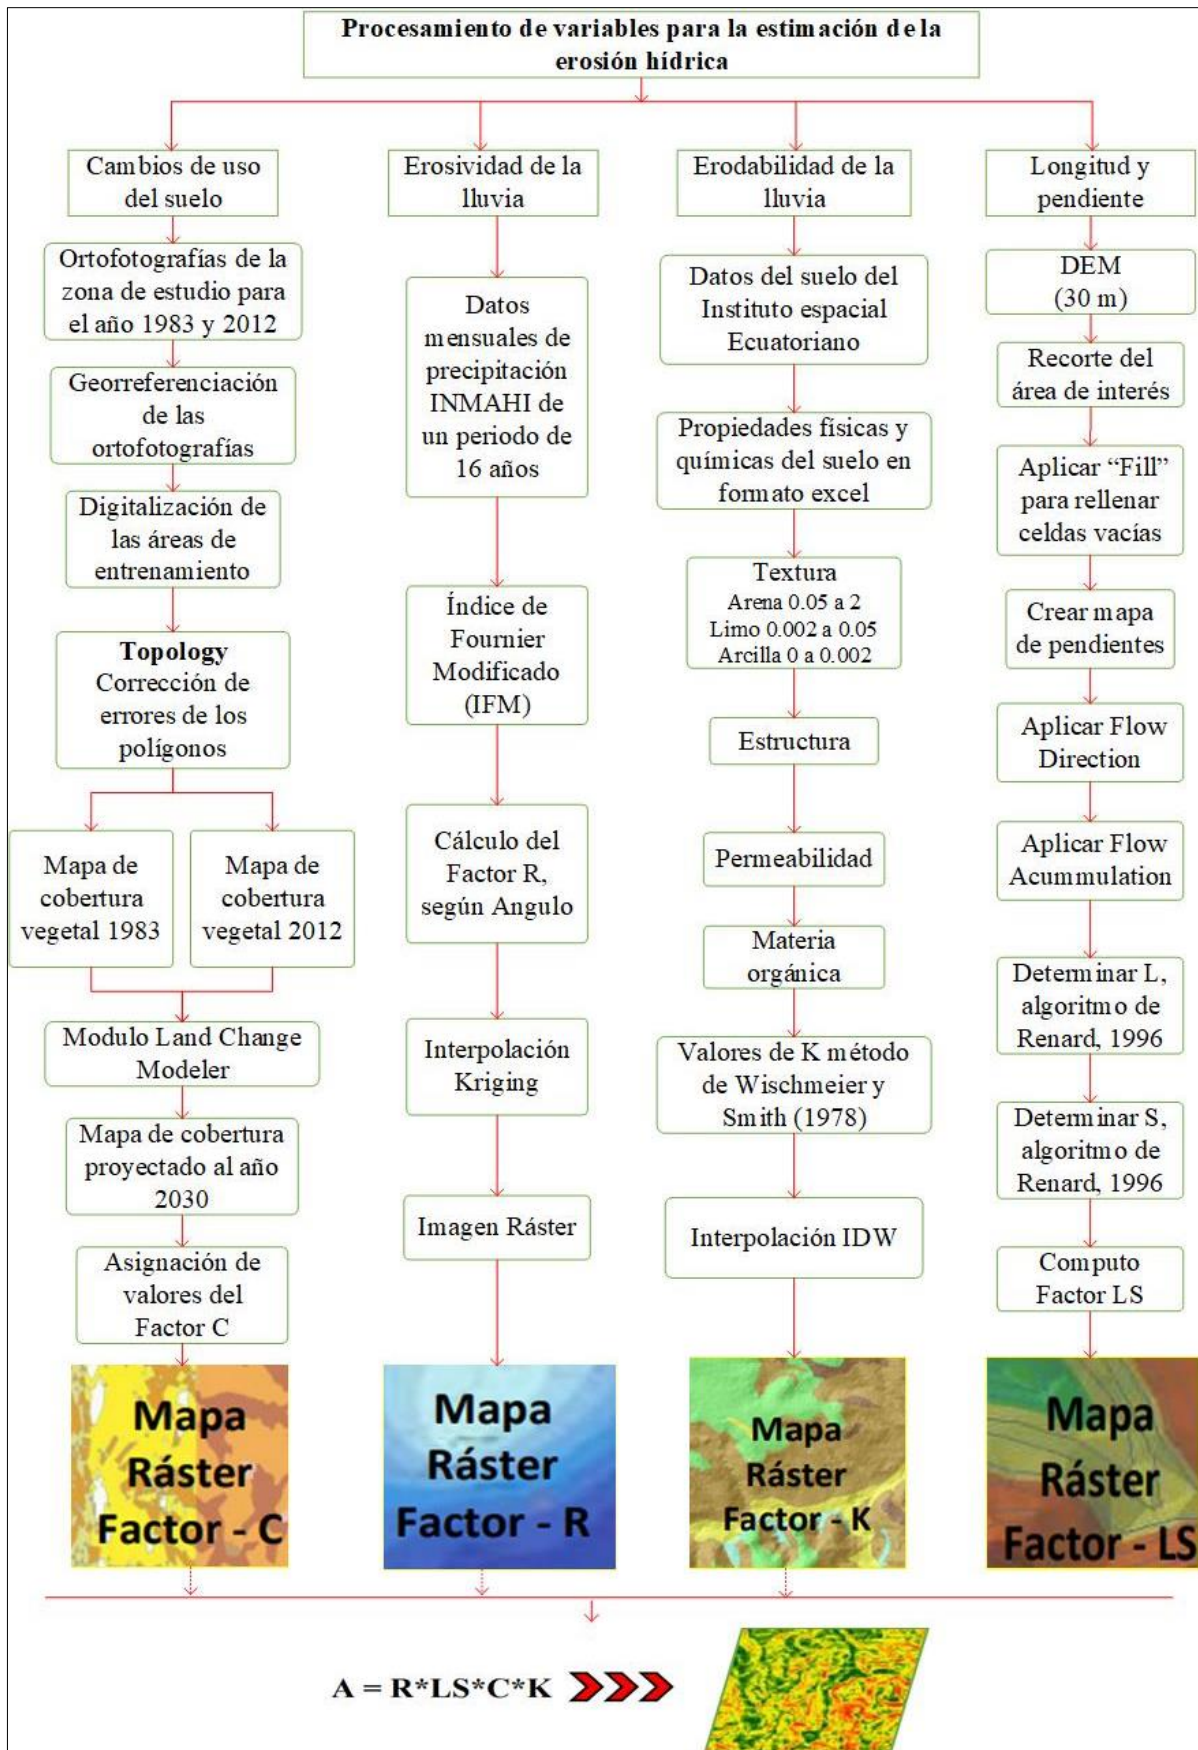 Procesamiento de variables para la estimación de la
erosión hídrica
Cambios de uso
del suelo
Ortofotografías de la
zona de estudio para
el año 1983 y 2012
Georreferenciación
de las
ortofotografías
Digitalización de
las áreas de
entrenamiento
Topology
Corrección de
errores de los
polígonos
Mapa de
cobertura
vegetal 1983
Mapa de
cobertura
vegetal 2012
Modulo Land Change
Modeler
Mapa de cobertura
proyectado al año
2030
Asignación de
valores del
Factor C
Mapa
Ráster
Factor - C
Erosividad de la
lluvia
Datos
mensuales de
precipitación
INMAHI de
un periodo de
16 años
Índice de
Fournier
Modificado
(IFM)
Cálculo del
Factor R,
según Angulo
Interpolación
Kriging
Imagen Ráster
Mapa
Ráster
Factor - R
Erodabilidad de la
lluvia
Datos del suelo del
Instituto espacial
Ecuatoriano
Propiedades físicas y
químicas del suelo en
formato excel
Textura
Arena 0.05 a 2
Limo 0.002 a 0.05
Arcilla 0 a 0.002
Estructura
Permeabilidad
Materia
orgánica
Valores de K método
de Wischmeier y
Smith (1978)
Interpolación IDW
Mapa
Ráster
Factor - K
Longitud y
pendiente
DEM
(30 m)
Recorte del
área de interés
Aplicar “Fill”
para rellenar
celdas vacías
Crear mapa
de pendientes
Aplicar Flow
Direction
Aplicar Flow
Acummulation
Determinar L,
algoritmo de
Renard, 1996
Determinar S,
algoritmo de
Renard, 1996
Computo
Factor LS
Mapa
Ráster
Factor - LS
A = R*LS*C*K